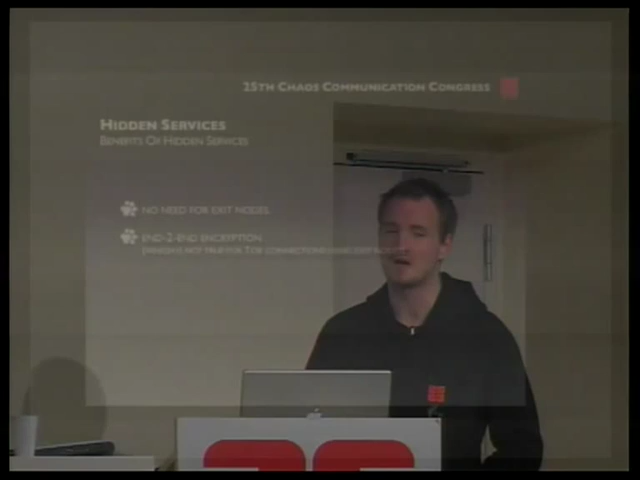 25th Chaos Communication Congress
Hidden Services
Benefits Of Hidden Services
No need for exit nodes
End-2-End encryption